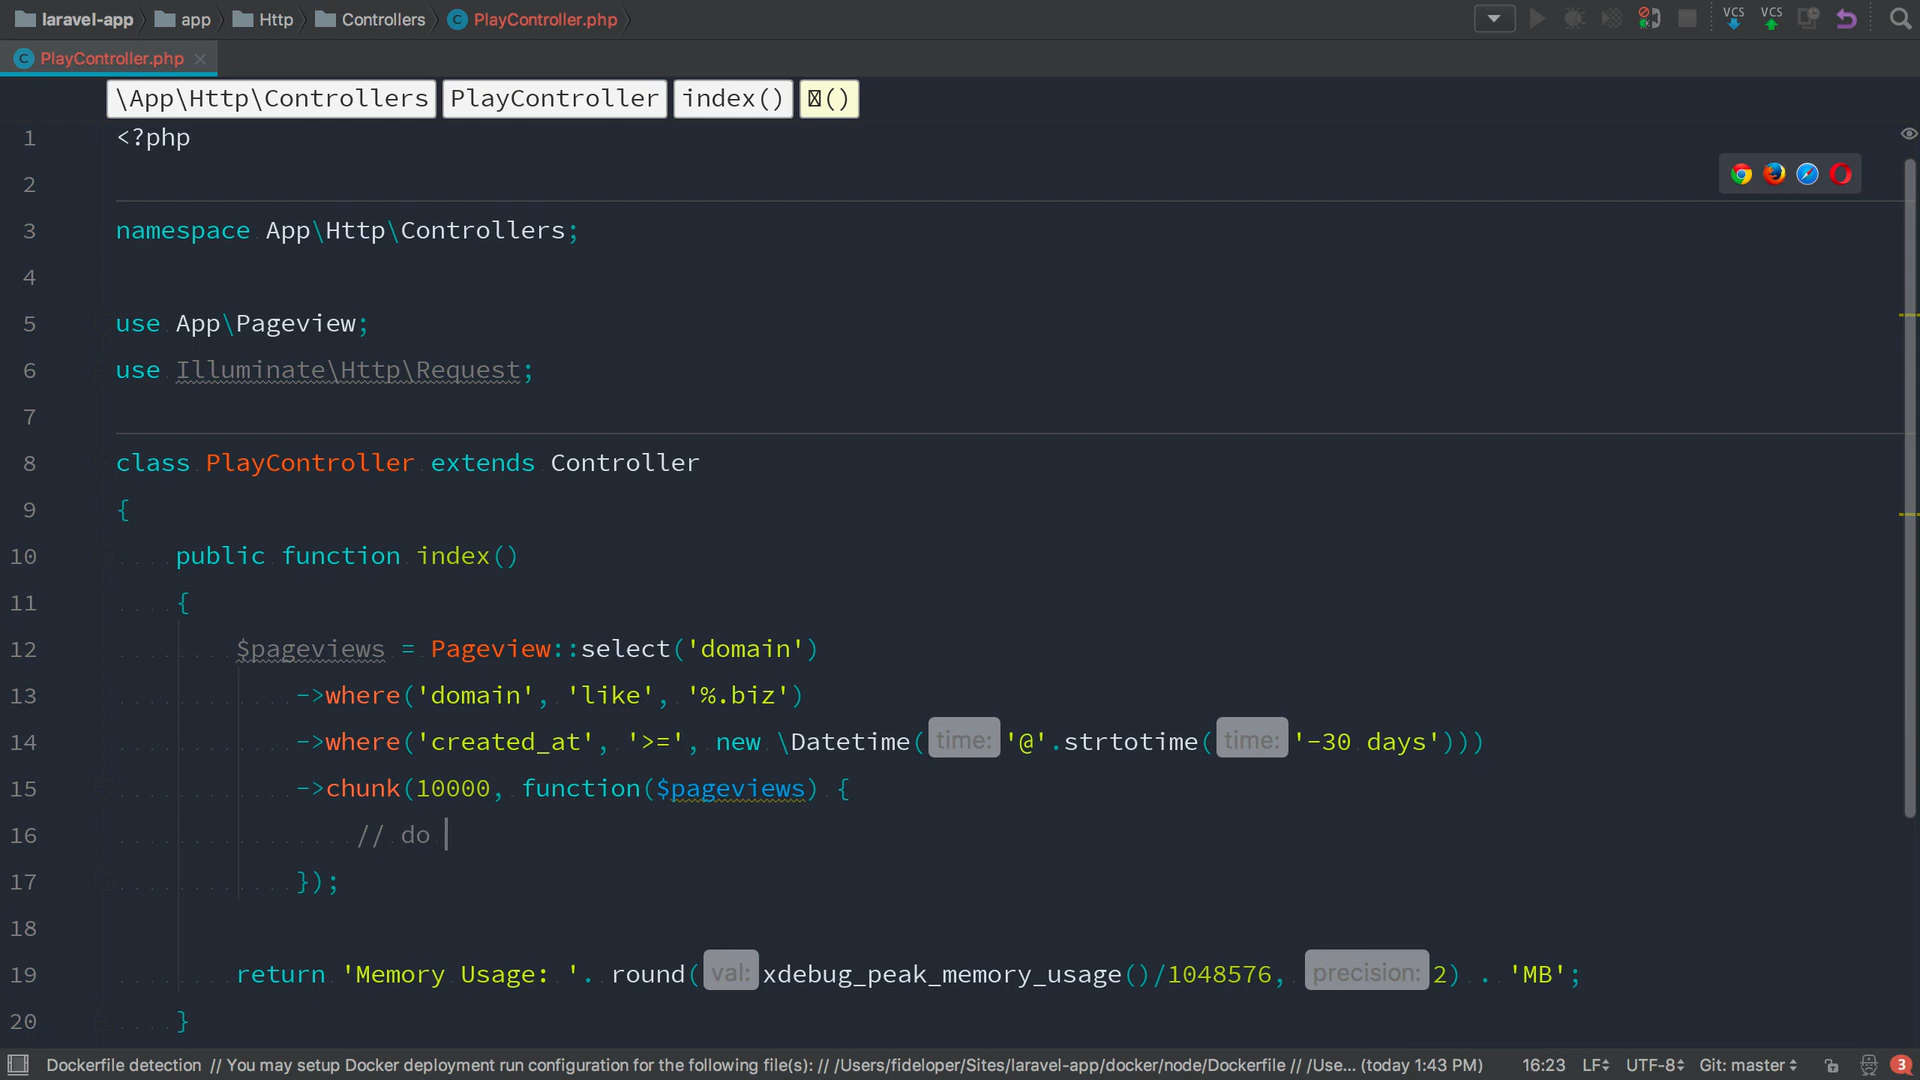 laravel-app app Http Controllers PlayController.php
VCS VCS
PlayController.php
\App\Http\Controllers PlayController index() ()
1 <?php
2
3 namespace App\Http\Controllers;
4
5 use App\Pageview;
6 use Illuminate\Http\Request;
7
8 class PlayController extends Controller
9 {
10 public function index()
11 {
12 $pageviews = Pageview::select('domain')
13 ->where('domain', 'like', '%.biz')
14 ->where('created_at', '>=', new \Datetime( time: '@'.strtotime( time: '-30 days')))
15 ->chunk(10000, function($pageviews) {
16 // do
17 });
18
19 return 'Memory Usage: '. round( val: xdebug_peak_memory_usage()/1048576, precision: 2) . 'MB';
20 }
Dockerfile detection // You may setup Docker deployment run configuration for the following file(s): // /Users/fideloper/Sites/laravel-app/docker/node/Dockerfile // /Use... (today 1:43 PM) 16:23 LF UTF-8 Git: master 3